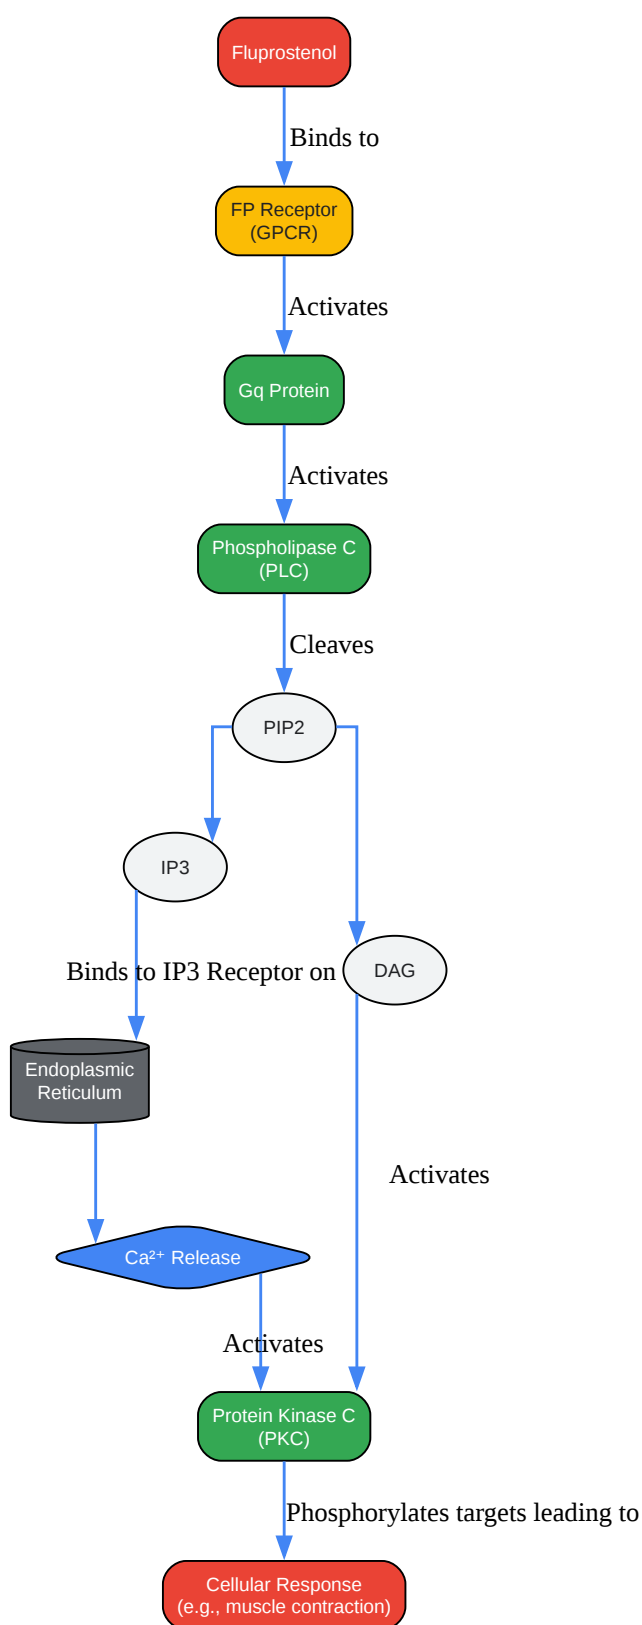 Fluprostenol
Binds to
FP Receptor
(GPCR)
Activates
Gq Protein
Activates
Phospholipase C
(PLC)
Cleaves
PIP2
IP3
Binds to IP3 Receptor on
DAG
Endoplasmic
Reticulum
Activates
Ca²⁺ Release
Activates
Protein Kinase C
(PKC)
Phosphorylates targets leading to
Cellular Response
(e.g., muscle contraction)